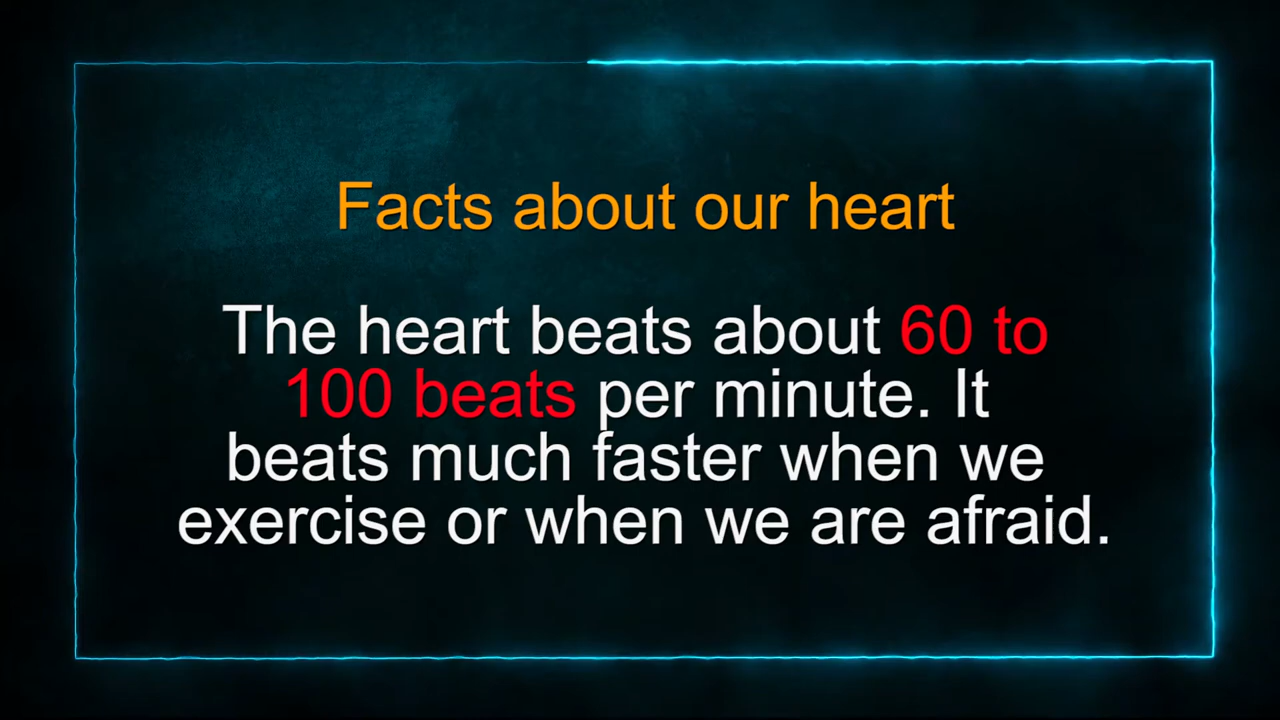 Facts about our heart
The heart beats about 60 to
100 beats per minute. It
beats much faster when we
exercise or when we are afraid.